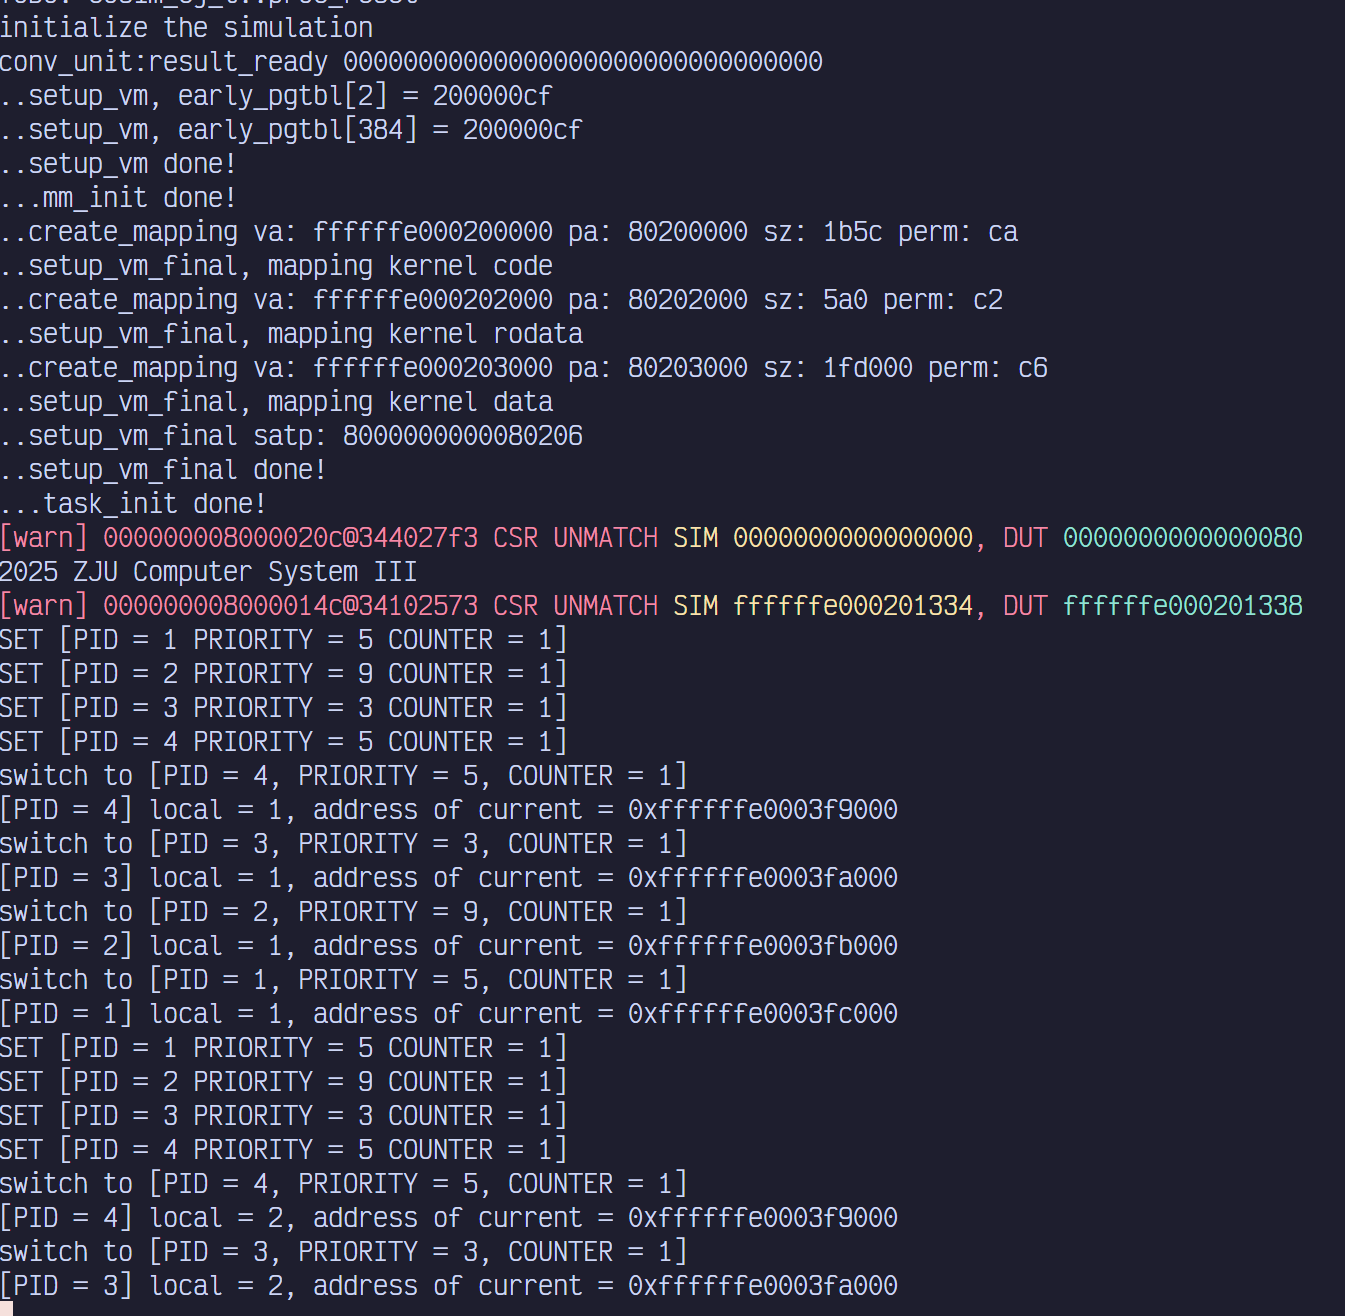 initialize the simulation
conv_unit:result_ready 00000000000000000000000000000000
..setup_vm, early_pgtbl[2] = 200000cf
..setup_vm, early_pgtbl[384] = 200000cf
..setup_vm done!
...mm_init done!
..create_mapping va: ffffffe000200000 pa: 80200000 sz: 1b5c perm: ca
..setup_vm_final, mapping kernel code
..create_mapping va: ffffffe000202000 pa: 80202000 sz: 5a0 perm: c2
..setup_vm_final, mapping kernel rodata
..create_mapping va: ffffffe000203000 pa: 80203000 sz: 1fd000 perm: c6
..setup_vm_final, mapping kernel data
..setup_vm_final satp: 8000000000080206
..setup_vm_final done!
...task_init done!
[warn] 000000008000020c@344027f3 CSR UNMATCH SIM 0000000000000000, DUT 0000000000000080
2025 ZJU Computer System III
[warn] 000000008000014c@34102573 CSR UNMATCH SIM ffffffe000201334, DUT ffffffe000201338
SET [PID = 1 PRIORITY = 5 COUNTER = 1]
SET [PID = 2 PRIORITY = 9 COUNTER = 1]
SET [PID = 3 PRIORITY = 3 COUNTER = 1]
SET [PID = 4 PRIORITY = 5 COUNTER = 1]
switch to [PID = 4, PRIORITY = 5, COUNTER = 1]
[PID = 4] local = 1, address of current = 0xffffffe0003f9000
switch to [PID = 3, PRIORITY = 3, COUNTER = 1]
[PID = 3] local = 1, address of current = 0xffffffe0003fa000
switch to [PID = 2, PRIORITY = 9, COUNTER = 1]
[PID = 2] local = 1, address of current = 0xffffffe0003fb000
switch to [PID = 1, PRIORITY = 5, COUNTER = 1]
[PID = 1] local = 1, address of current = 0xffffffe0003fc000
SET [PID = 1 PRIORITY = 5 COUNTER = 1]
SET [PID = 2 PRIORITY = 9 COUNTER = 1]
SET [PID = 3 PRIORITY = 3 COUNTER = 1]
SET [PID = 4 PRIORITY = 5 COUNTER = 1]
switch to [PID = 4, PRIORITY = 5, COUNTER = 1]
[PID = 4] local = 2, address of current = 0xffffffe0003f9000
switch to [PID = 3, PRIORITY = 3, COUNTER = 1]
[PID = 3] local = 2, address of current = 0xffffffe0003fa000